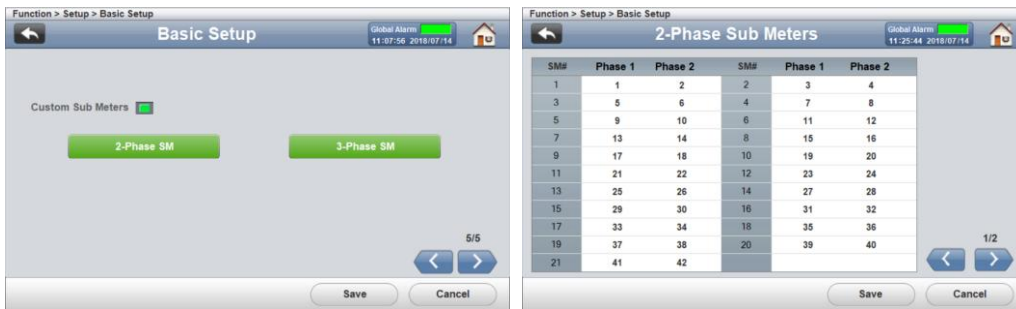 Function > Setup > Basic Setup
Basic Setup
Global Alarm
11:07:56 2018/07/14
Custom Sub Meters
2-Phase SM 3-Phase SM
5/5
Save Cancel
Function > Setup > Basic Setup
2-Phase Sub Meters
Global Alarm
11:25:44 2018/07/14
SM# Phase 1 Phase 2 SM# Phase 1 Phase 2
1 1 2 2 3 4
3 5 6 4 7 8
5 9 10 6 11 12
7 13 14 8 15 16
9 17 18 10 19 20
11 21 22 12 23 24
13 25 26 14 27 28
15 29 30 16 31 32
17 33 34 18 35 36
19 37 38 20 39 40
21 41 42
1/2
Save Cancel